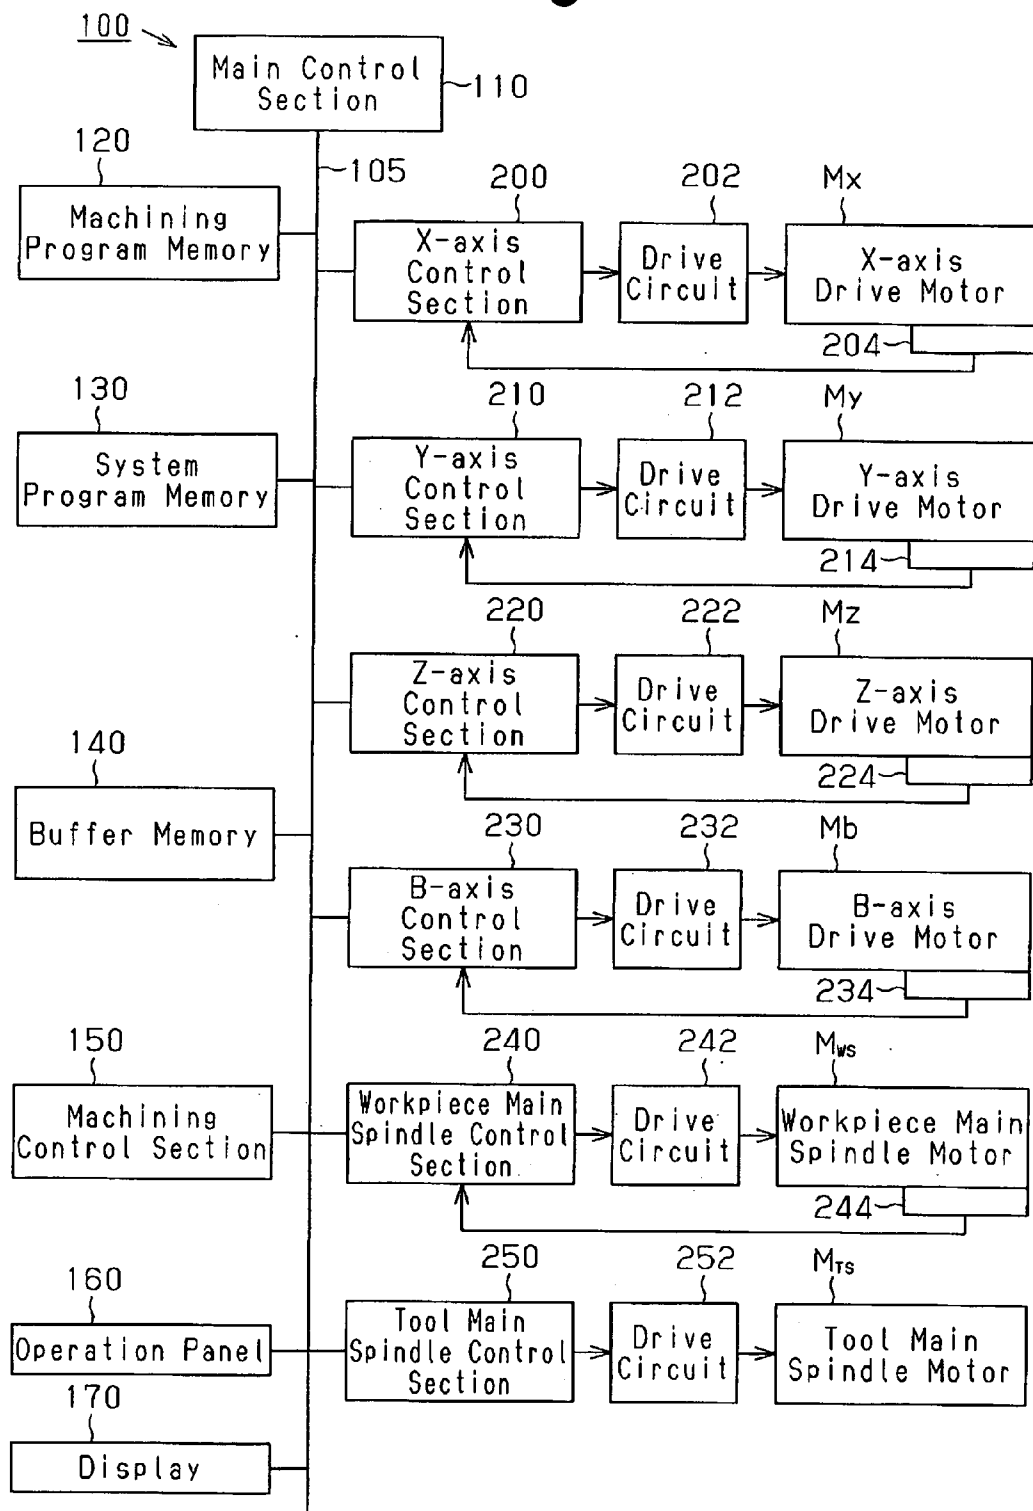 100
Main Control
Section
110
105
120
Machining
Program Memory
200
X-axis
Control
Section
202
Drive
Circuit
Mx
X-axis
Drive Motor
204
130
System
Program Memory
210
Y-axis
Control
Section
212
Drive
Circuit
My
Y-axis
Drive Motor
214
220
Z-axis
Control
Section
222
Drive
Circuit
Mz
Z-axis
Drive Motor
224
140
Buffer Memory
230
B-axis
Control
Section
232
Drive
Circuit
Mb
B-axis
Drive Motor
234
150
Machining
Control Section
240
Workpiece Main
Spindle Control
Section
242
Drive
Circuit
Mws
Workpiece Main
Spindle Motor
244
160
Operation Panel
250
Tool Main
Spindle Control
Section
252
Drive
Circuit
MTS
Tool Main
Spindle Motor
170
Display